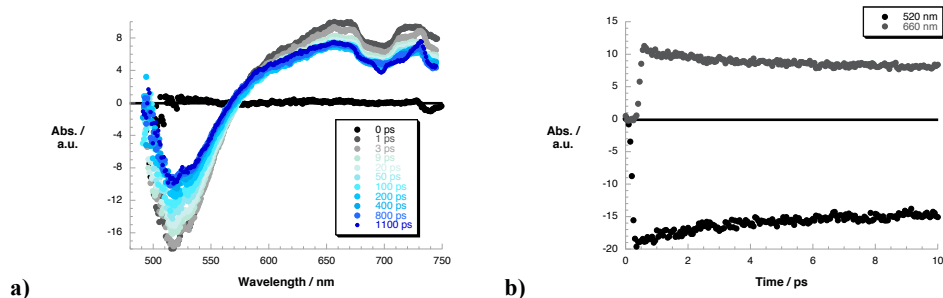 8
4
0
Abs. /
a.u.
-4
-8
-12
-16
0 ps
1 ps
3 ps
9 ps
20 ps
50 ps
100 ps
200 ps
400 ps
800 ps
1100 ps
500 550 600 650 700 750
Wavelength / nm
a)
520 nm
660 nm
15
10
5
0
Abs. /
a.u.
-5
-10
-15
-20
0 2 4 6 8 10
Time / ps
b)